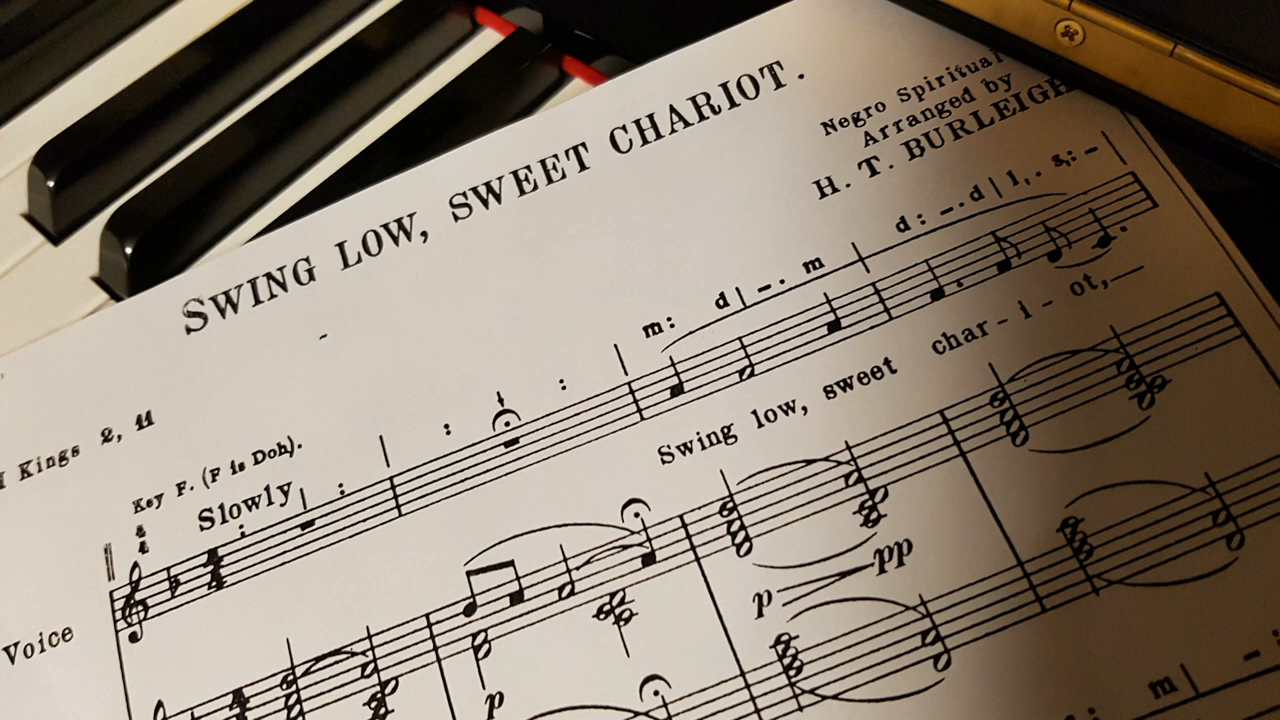 SWING LOW, SWEET CHARIOT.
Negro Spiritual
Arranged by
H. T. BURLEIGH
Kings 2, 11
Key F. (F is Doh).
Slowly
m: d | – . m d : – . d | l, . s, : –
Swing low, sweet char - i - ot,
Voice
p pp
p
m | – :